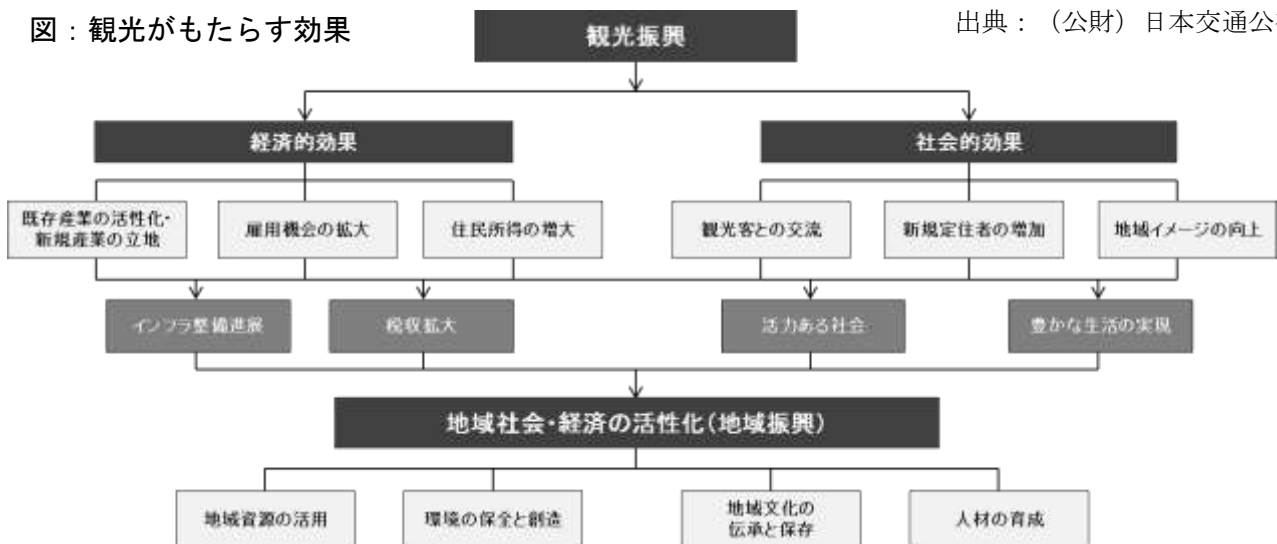 図：観光がもたらす効果
出典：（公財）日本交通公
観光振興
経済的効果
社会的効果
既存産業の活性化・
新規産業の立地
雇用機会の拡大
住民所得の増大
観光客との交流
新規定住者の増加
地域イメージの向上
インフラ整備進展
税収拡大
活力ある社会
豊かな生活の実現
地域社会・経済の活性化（地域振興）
地域資源の活用
環境の保全と創造
地域文化の
伝承と保存
人材の育成